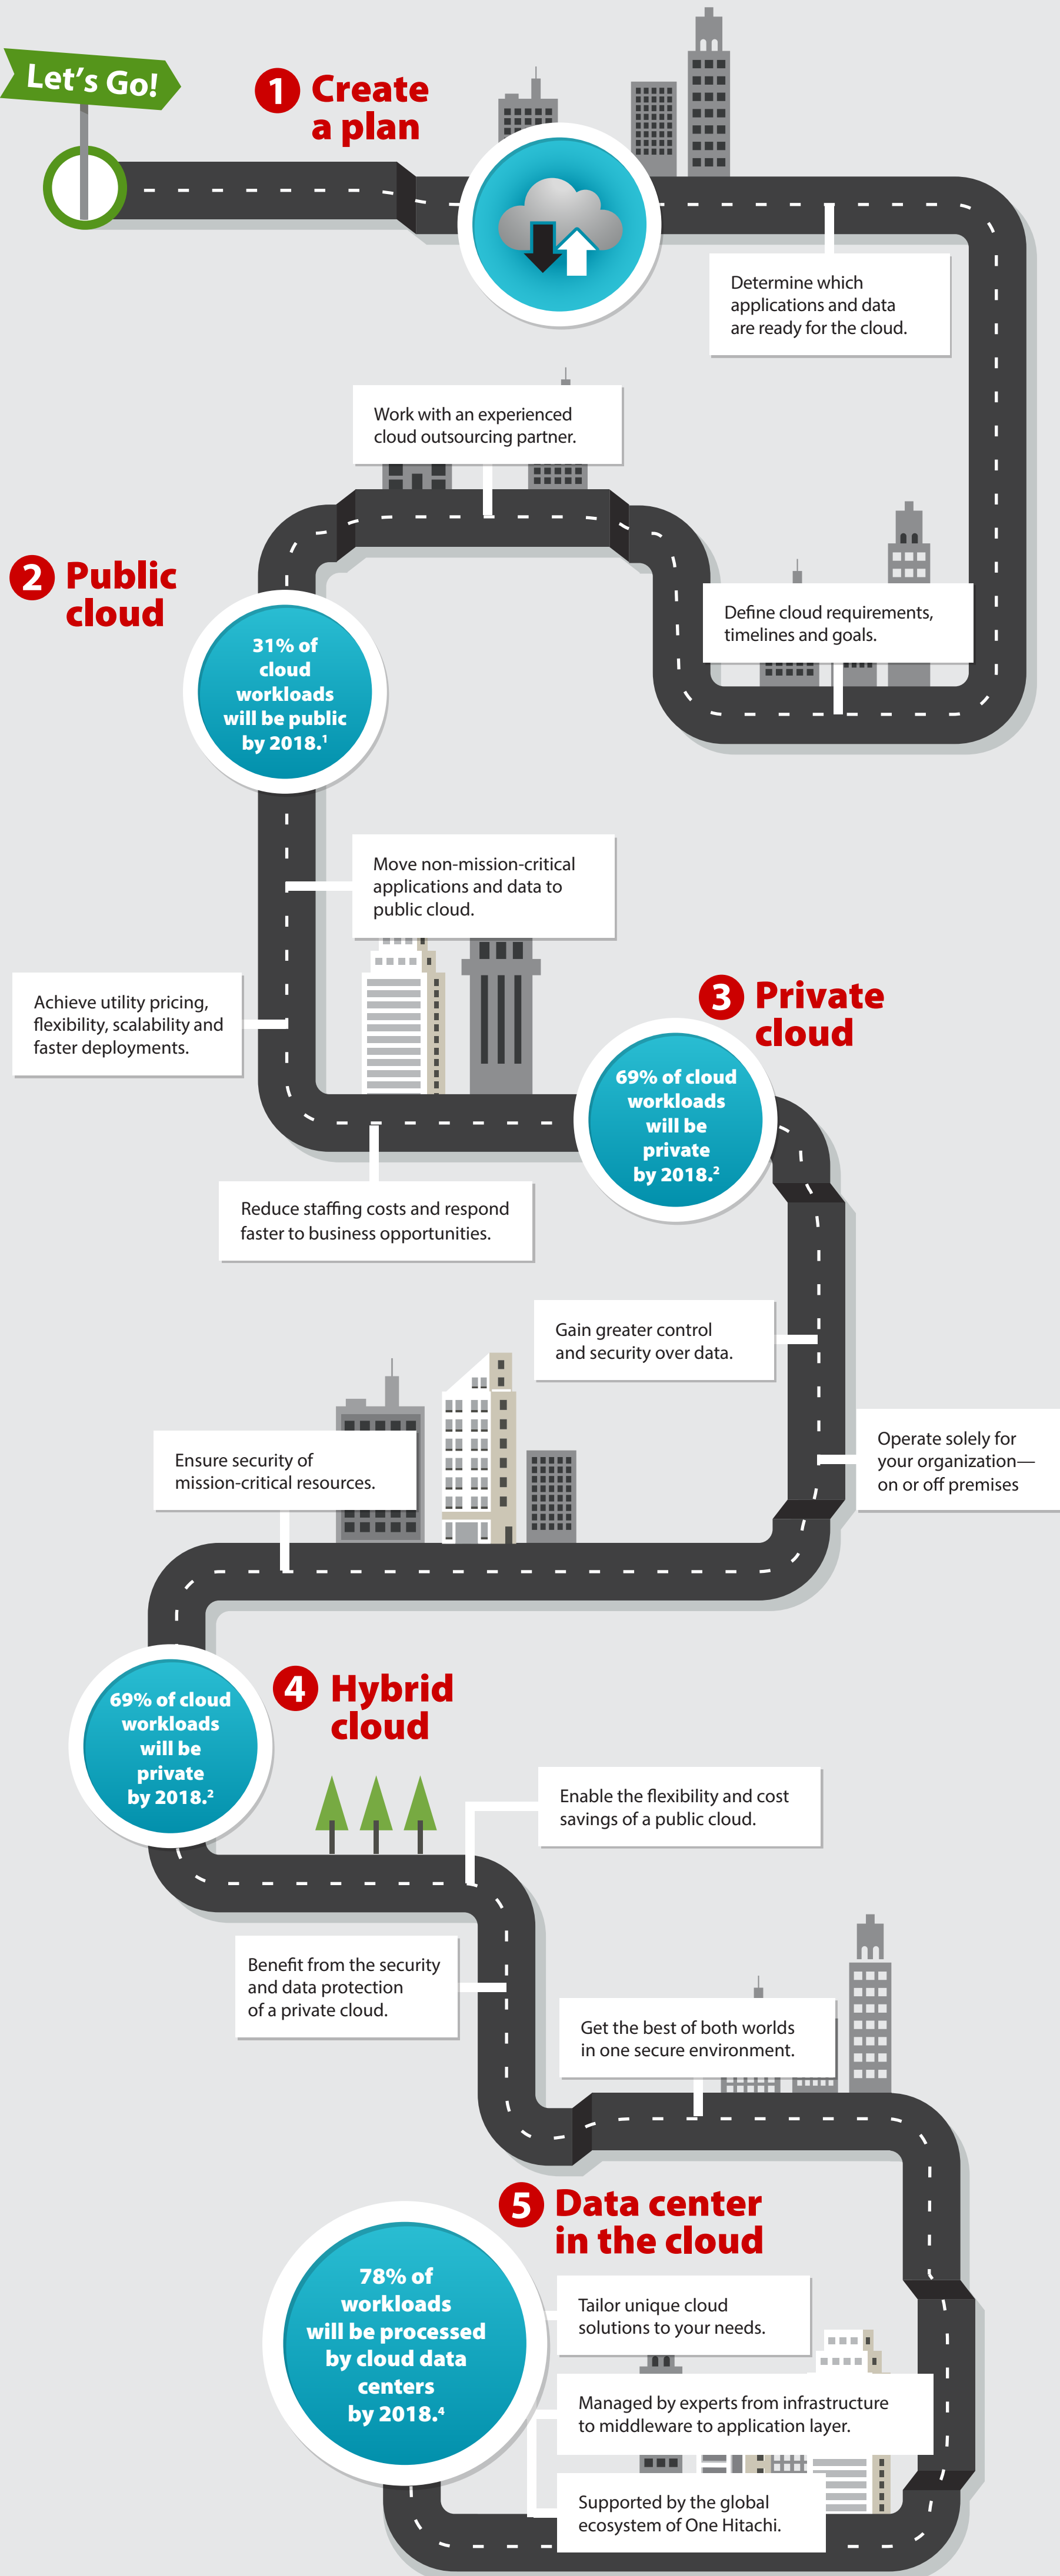 Let's Go!
1 Create
a plan
Determine which
applications and data
are ready for the cloud.
Define cloud requirements,
timelines and goals.
Work with an experienced
cloud outsourcing partner.
2 Public
cloud
31% of
cloud
workloads
will be public
by 2018.¹
Move non-mission-critical
applications and data to
public cloud.
Achieve utility pricing,
flexibility, scalability and
faster deployments.
Reduce staffing costs and respond
faster to business opportunities.
3 Private
cloud
69% of cloud
workloads
will be
private
by 2018.²
Gain greater control
and security over data.
Operate solely for
your organization—
on or off premises
Ensure security of
mission-critical resources.
4 Hybrid
cloud
69% of cloud
workloads
will be
private
by 2018.²
Enable the flexibility and cost
savings of a public cloud.
Benefit from the security
and data protection
of a private cloud.
Get the best of both worlds
in one secure environment.
5 Data center
in the cloud
78% of
workloads
will be processed
by cloud data
centers
by 2018.⁴
Tailor unique cloud
solutions to your needs.
Managed by experts from infrastructure
to middleware to application layer.
Supported by the global
ecosystem of One Hitachi.